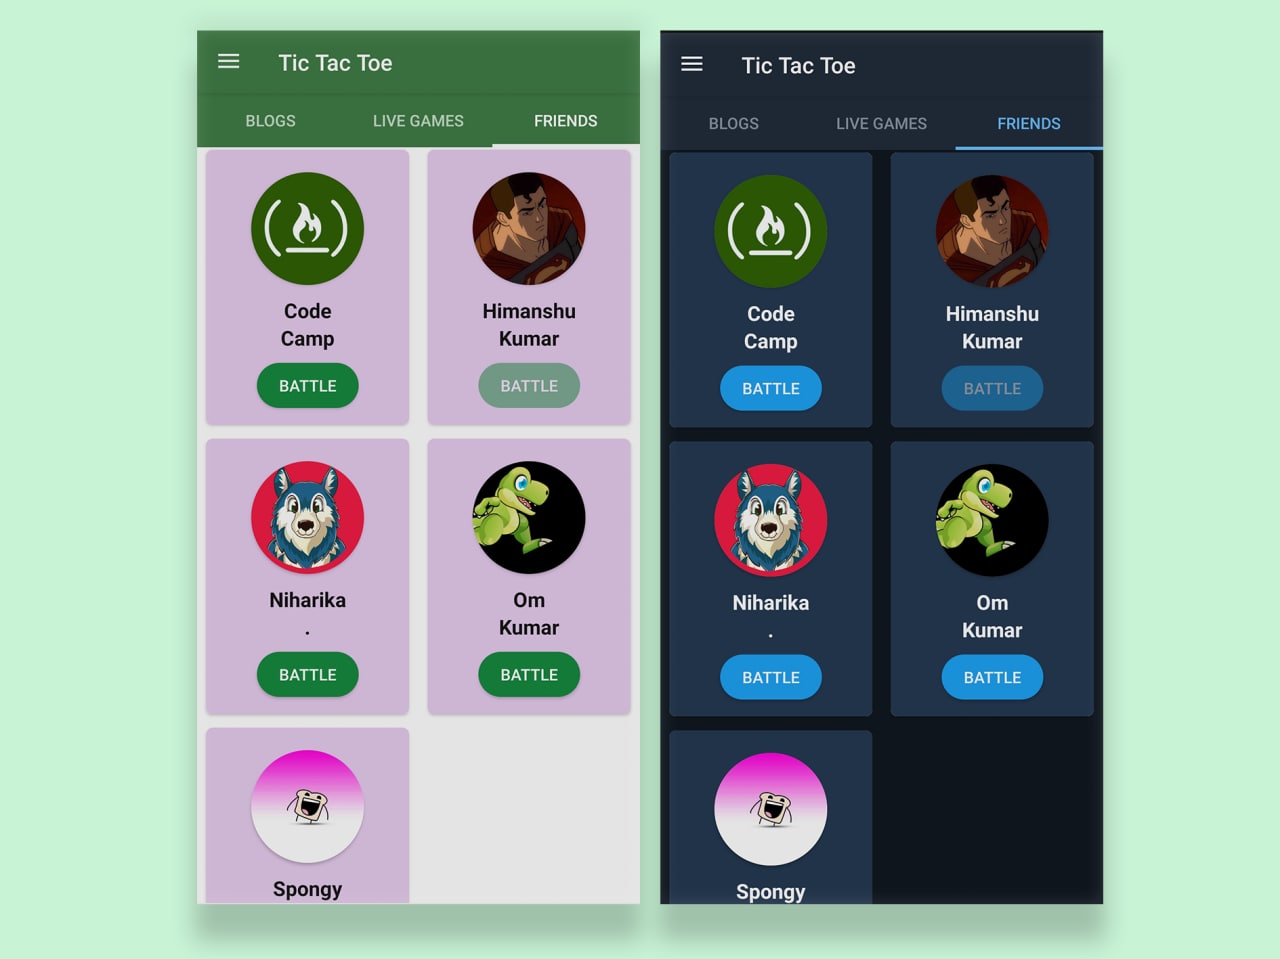 Tic Tac Toe
BLOGS LIVE GAMES FRIENDS
Code
Camp
BATTLE
Himanshu
Kumar
BATTLE
Niharika
.
BATTLE
Om
Kumar
BATTLE
Spongy
Tic Tac Toe
BLOGS LIVE GAMES FRIENDS
Code
Camp
BATTLE
Himanshu
Kumar
BATTLE
Niharika
.
BATTLE
Om
Kumar
BATTLE
Spongy